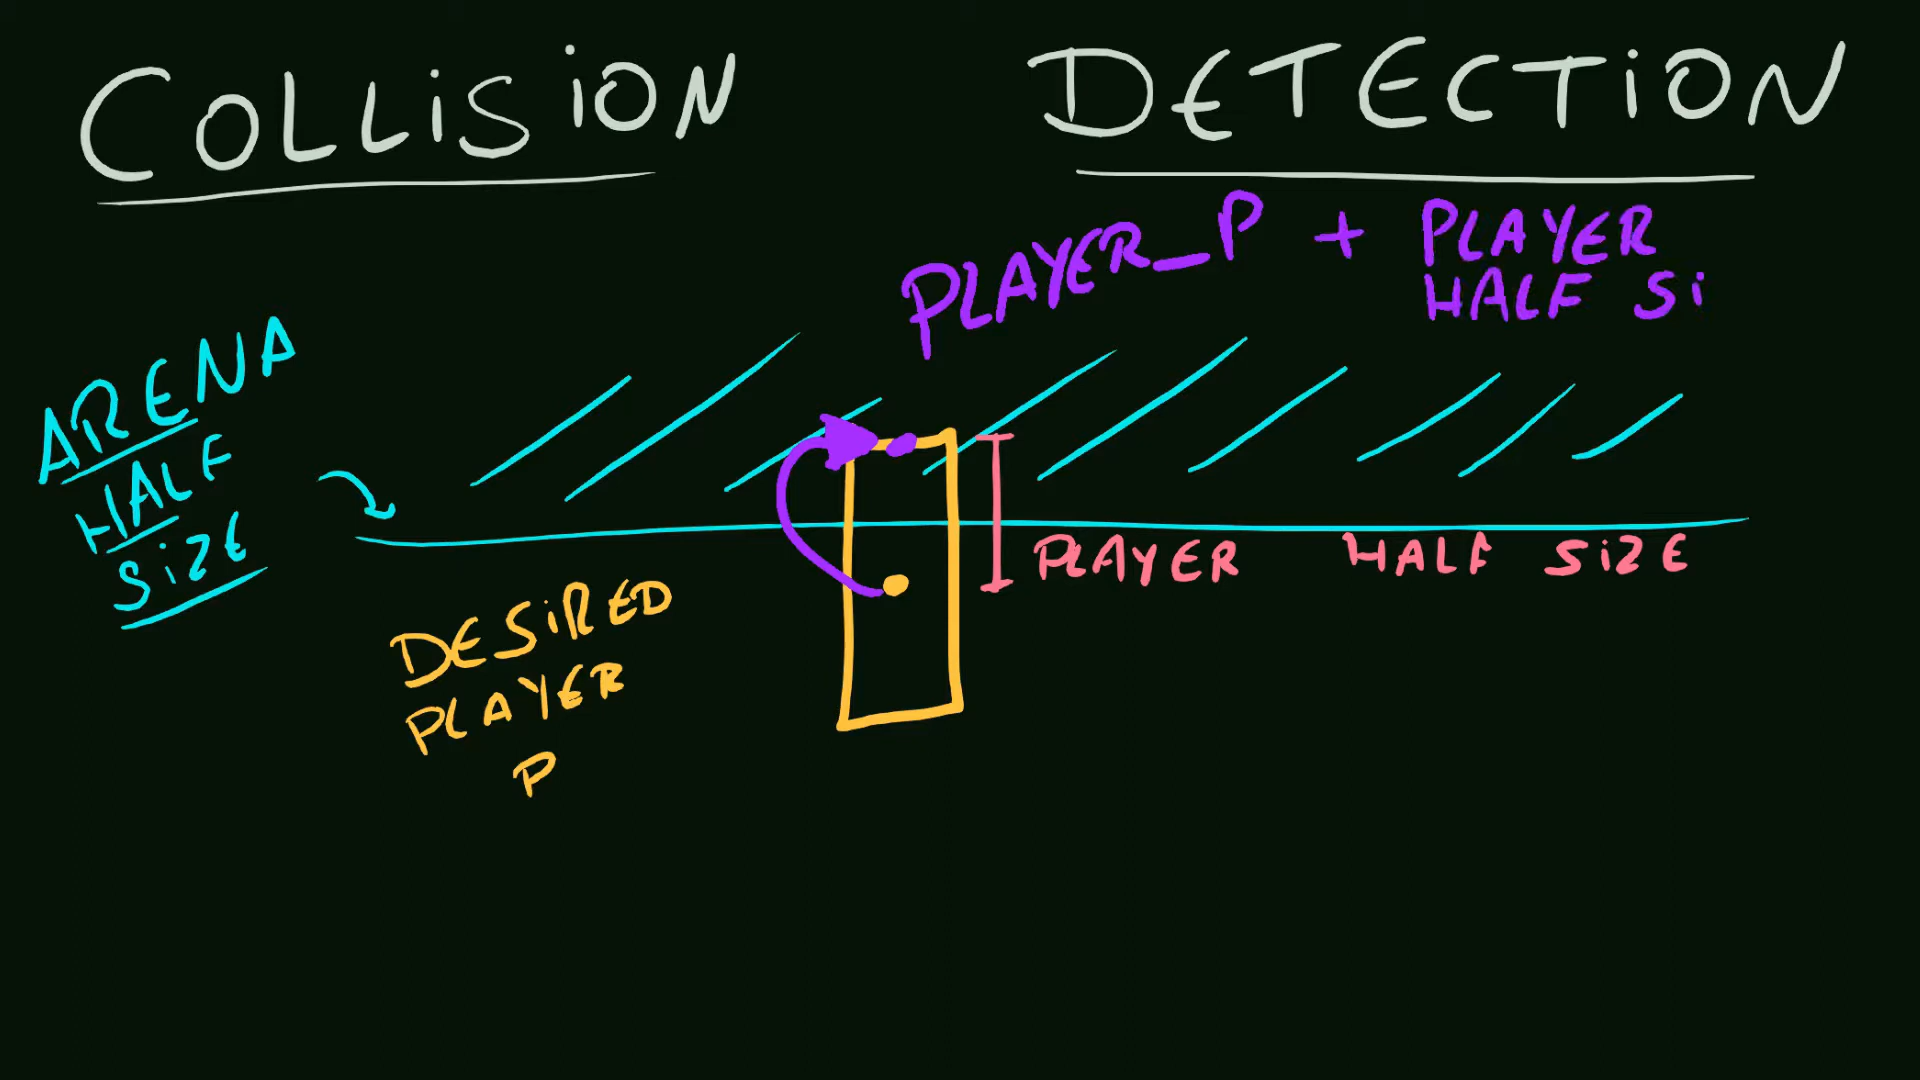 COLLISION DETECTION
PLAYER_P + PLAYER
HALF Si
ARENA
HALF
SIZE
PLAYER HALF SIZE
DESIRED
PLAYER
P